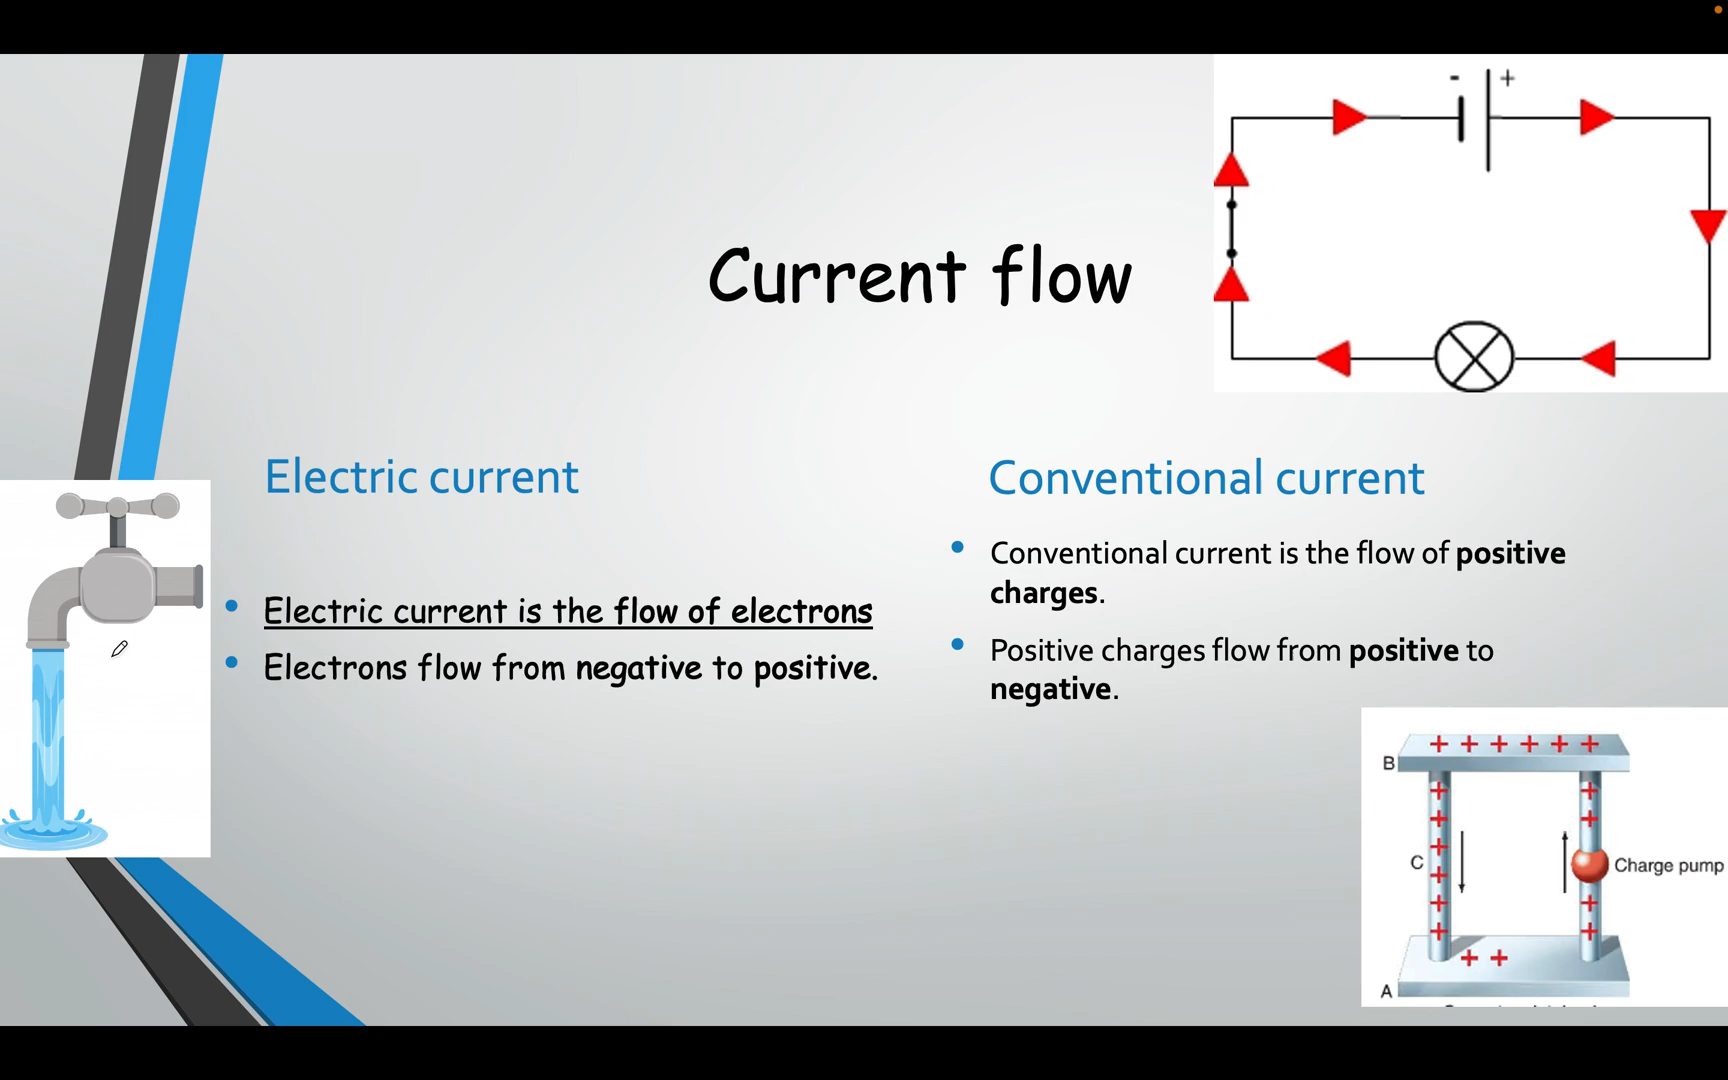 - +
Current flow
Electric current
Conventional current
• Electric current is the flow of electrons
• Electrons flow from negative to positive.
• Conventional current is the flow of positive
charges.
• Positive charges flow from positive to
negative.
+ + + + + +
B
+ +
+ +
+
C Charge pump
+
+ +
+ +
+ +
A